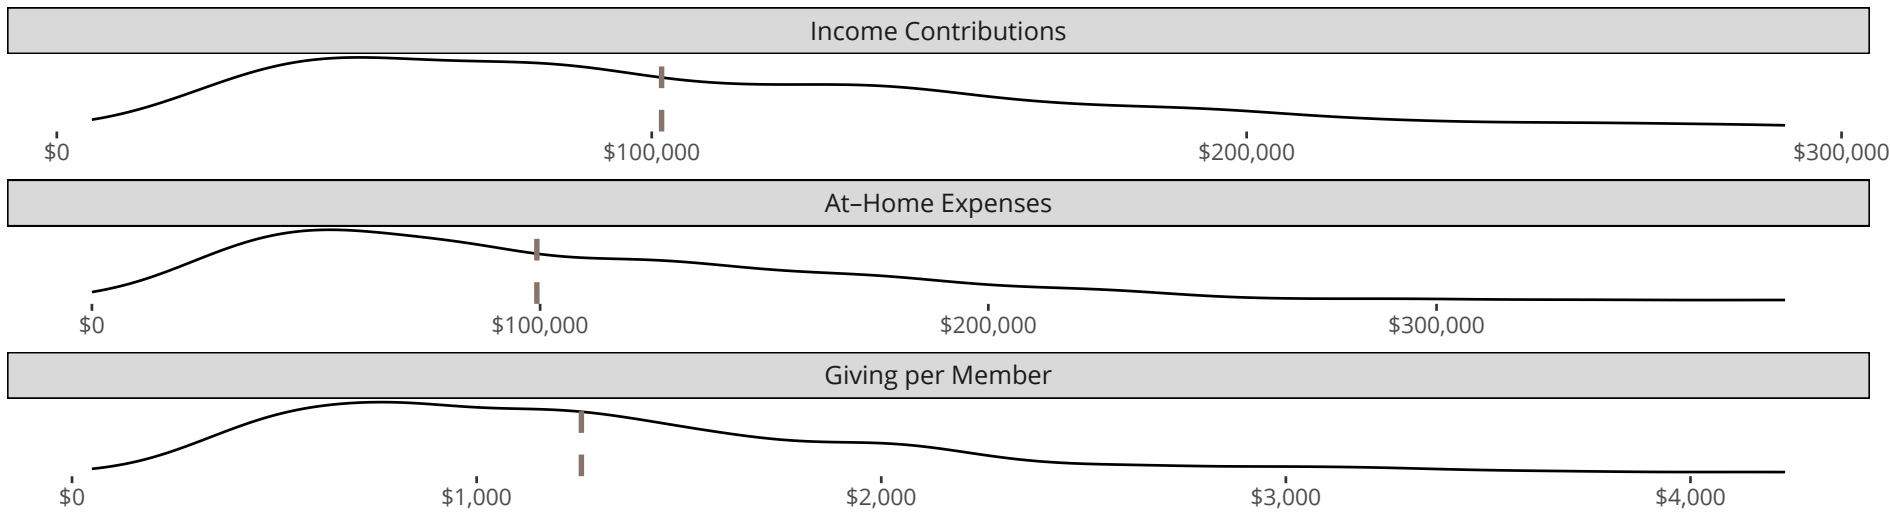 Income Contributions
$0 $100,000 $200,000 $300,000
At–Home Expenses
$0 $100,000 $200,000 $300,000
Giving per Member
$0 $1,000 $2,000 $3,000 $4,000